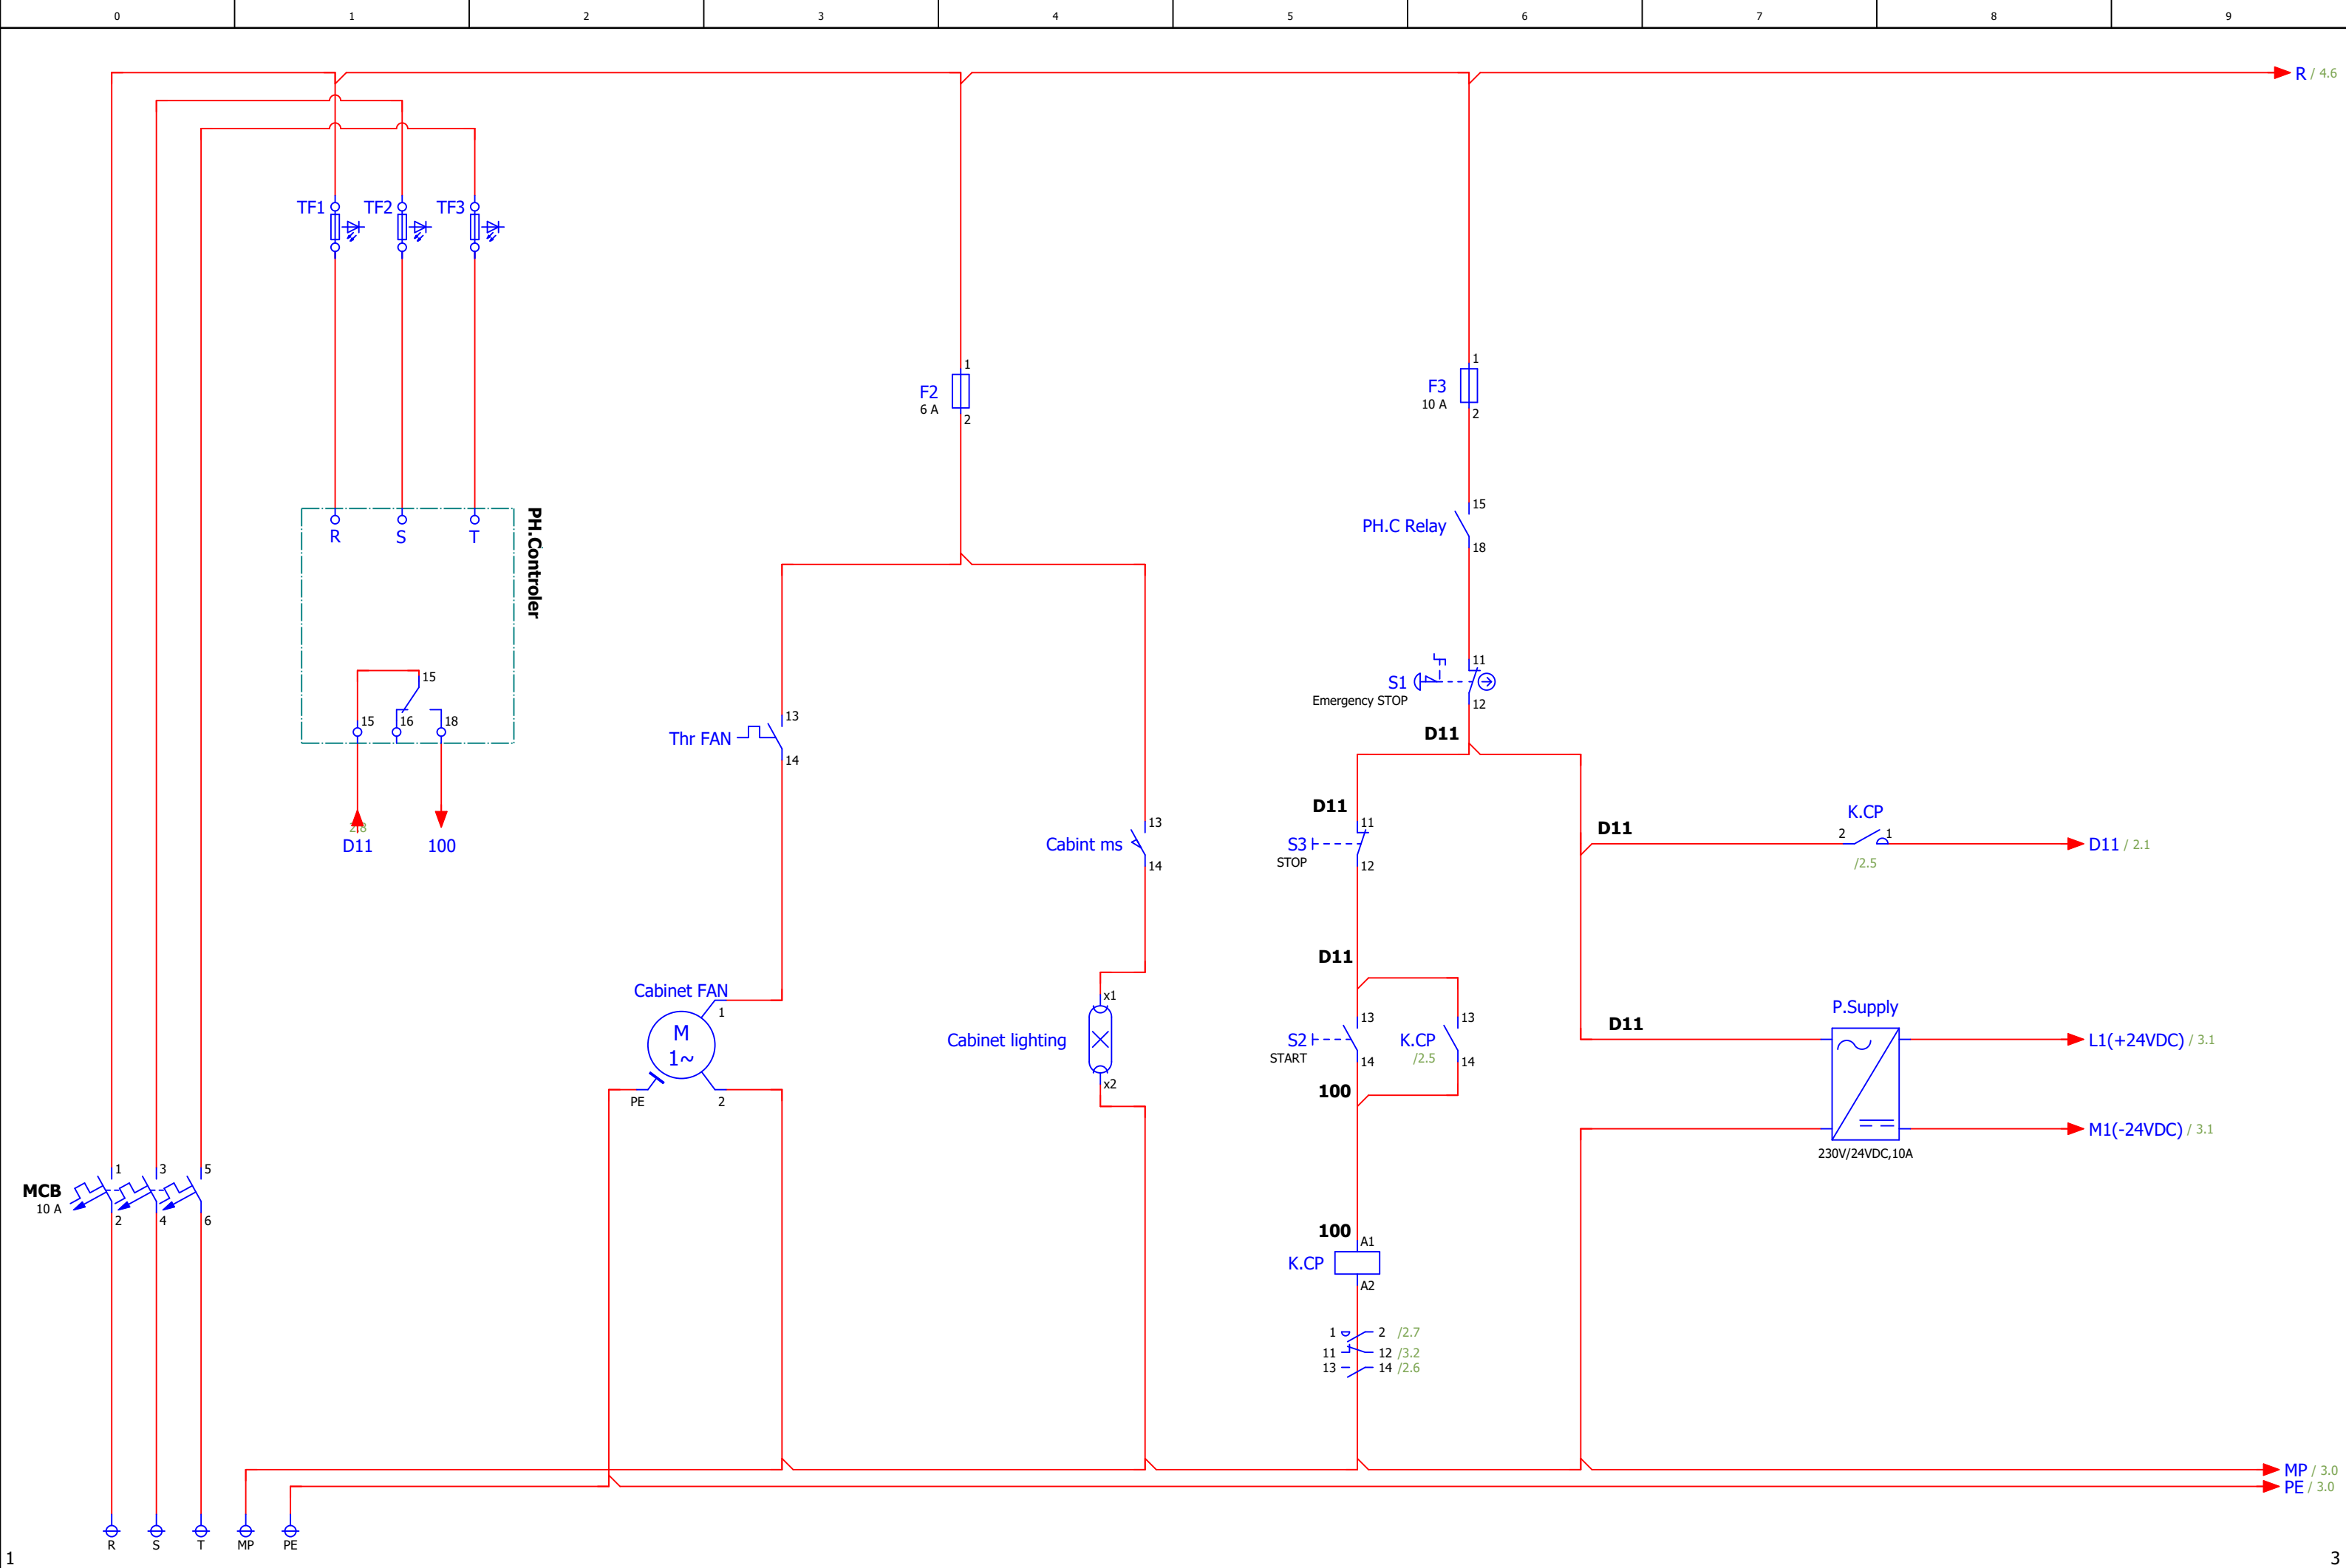 0 1 2 3 4 5 6 7 8 9
R / 4.6
TF1 TF2 TF3
1
F2
6 A
2
1
F3
10 A
2
R S T
PH.Controler
15
PH.C Relay
18
15
15 16 18
2.8
D11 100
13
Thr FAN
14
11
S1
Emergency STOP
12
D11
13
Cabint ms
14
D11
11
S3
STOP
12
D11
K.CP
2 1
/2.5
D11 / 2.1
D11
Cabinet FAN
1
M
1~
PE 2
x1
Cabinet lighting
x2
13
S2
START
14
13
K.CP
/2.5
14
100
D11
P.Supply
L1(+24VDC) / 3.1
M1(-24VDC) / 3.1
230V/24VDC,10A
MCB
10 A
1 3 5
2 4 6
100
A1
K.CP
A2
1 2 /2.7
11 12 /3.2
13 14 /2.6
MP / 3.0
PE / 3.0
R S T MP PE
1 3